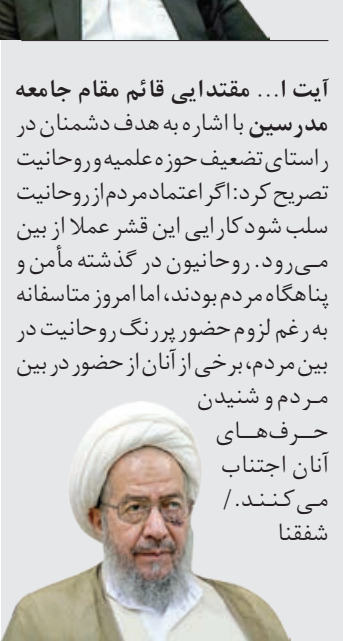 آیت ا... مقتدایی قائم مقام جامعه
مدرسین با اشاره به هدف دشمنان در
راستای تضعیف حوزه علمیه و روحانیت
تصریح کرد: اگر اعتماد مردم از روحانیت
سلب شود کارایی این قشر عملا از بین
می‌رود. روحانیون در گذشته مأمن و
پناهگاه مردم بودند، اما امروز متاسفانه
به رغم لزوم حضور پررنگ روحانیت در
بین مردم، برخی از آنان از حضور در بین
مردم و شنیدن
حرف‌های
آنان اجتناب
می‌کنند. /
شفقنا